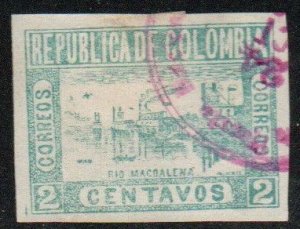 REPUBLICA DE COLOMBIA
CORREOS
CORREOS
RIO MAGDALENA
2 CENTAVOS 2